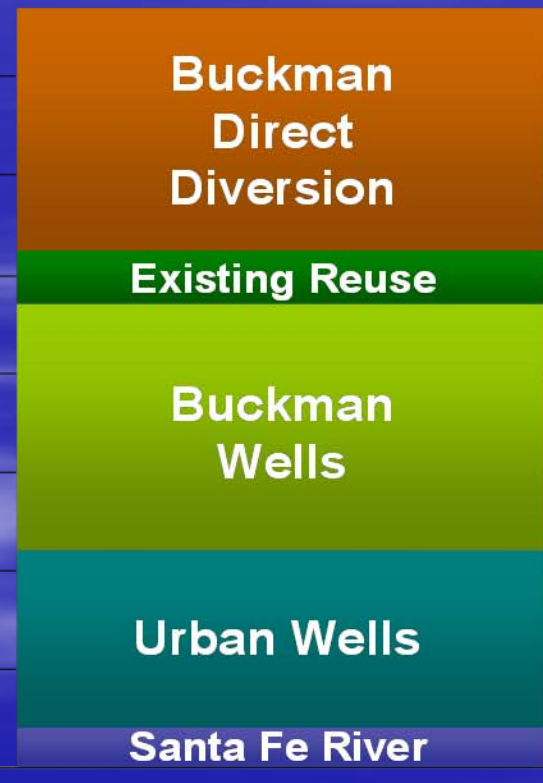 Buckman
Direct
Diversion
Existing Reuse
Buckman
Wells
Urban Wells
Santa Fe River